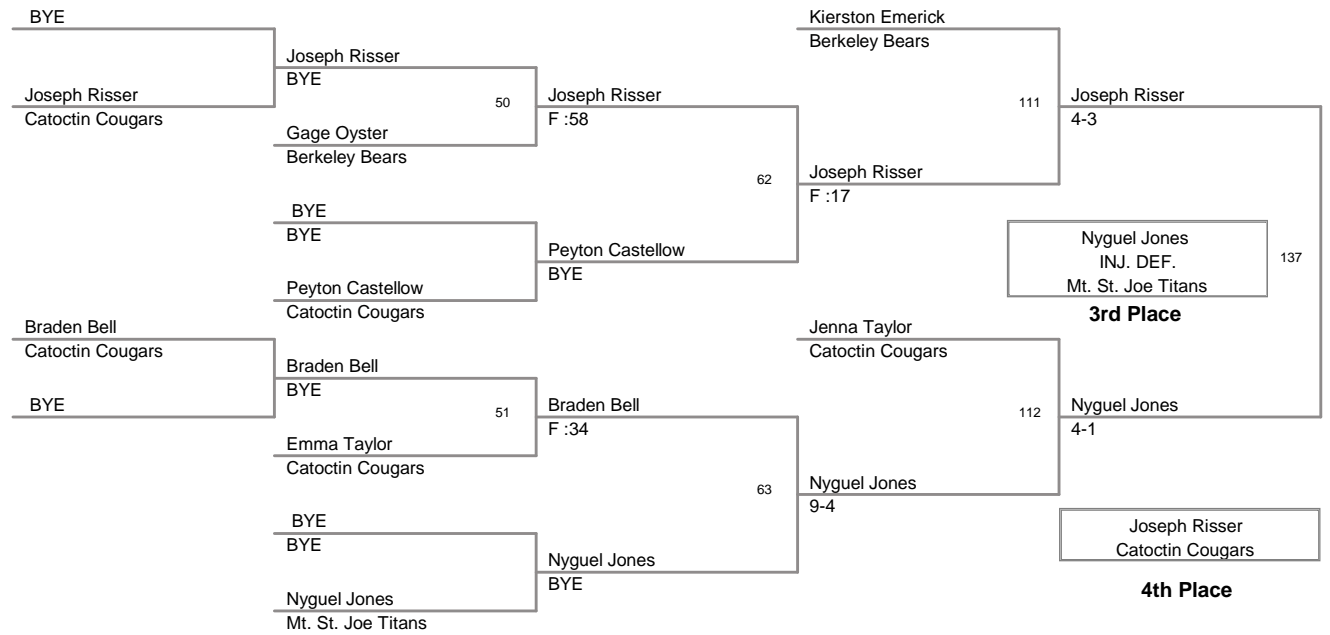 BYE
Kierston Emerick
Berkeley Bears
Joseph Risser
BYE
Joseph Risser
Catoctin Cougars
50
Joseph Risser
F :58
111
Joseph Risser
4-3
Gage Oyster
Berkeley Bears
62
Joseph Risser
F :17
BYE
BYE
Peyton Castellow
BYE
Nyguel Jones
INJ. DEF.
Mt. St. Joe Titans
137
3rd Place
Peyton Castellow
Catoctin Cougars
Braden Bell
Catoctin Cougars
Jenna Taylor
Catoctin Cougars
Braden Bell
BYE
BYE
51
Braden Bell
F :34
112
Nyguel Jones
4-1
Emma Taylor
Catoctin Cougars
63
Nyguel Jones
9-4
BYE
BYE
Joseph Risser
Catoctin Cougars
4th Place
Nyguel Jones
BYE
Nyguel Jones
Mt. St. Joe Titans